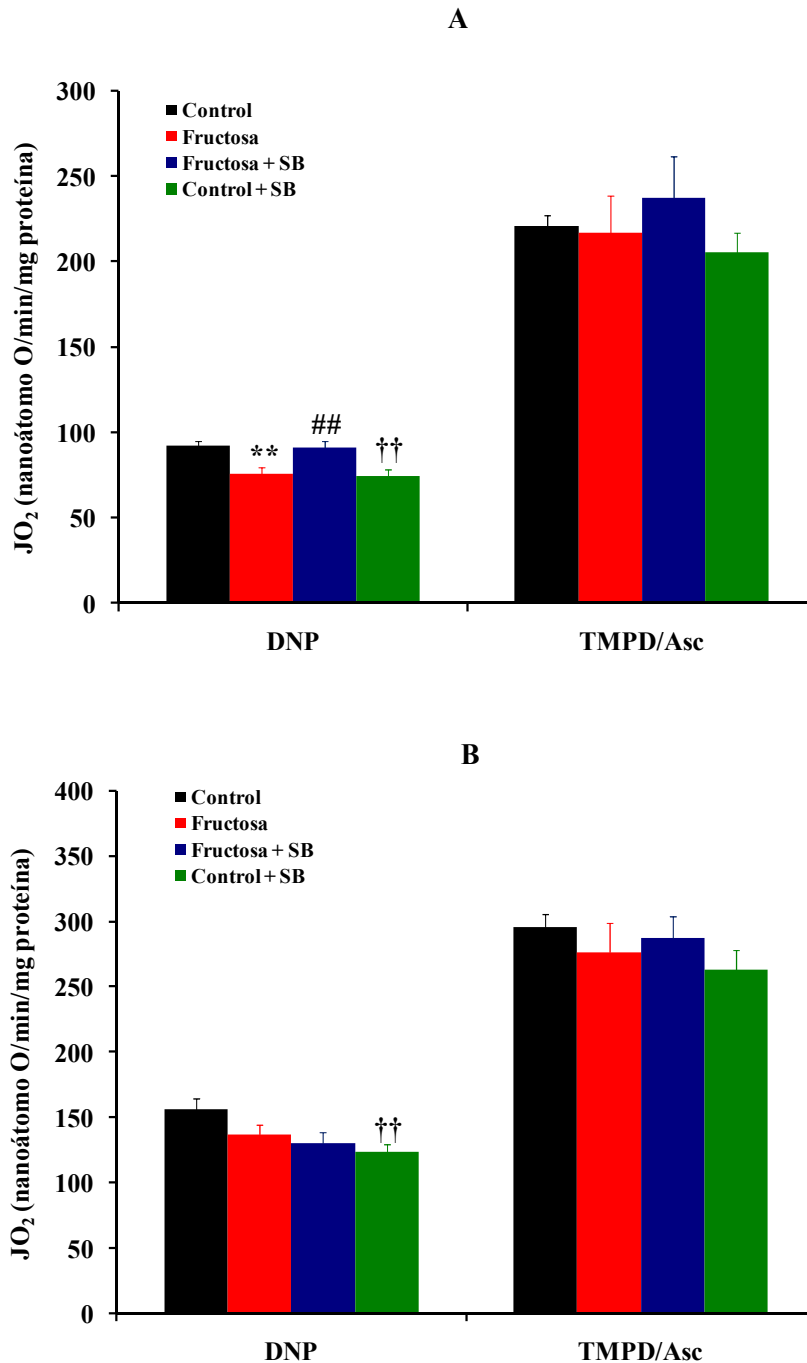 A
JO₂ (nanoátomo O/min/mg proteína)
300
250
200
150
100
50
0
Control
Fructosa
Fructosa + SB
Control + SB
**
##
††
DNP
TMPD/Asc
B
JO₂ (nanoátomo O/min/mg proteína)
400
350
300
250
200
150
100
50
0
Control
Fructosa
Fructosa + SB
Control + SB
††
DNP
TMPD/Asc